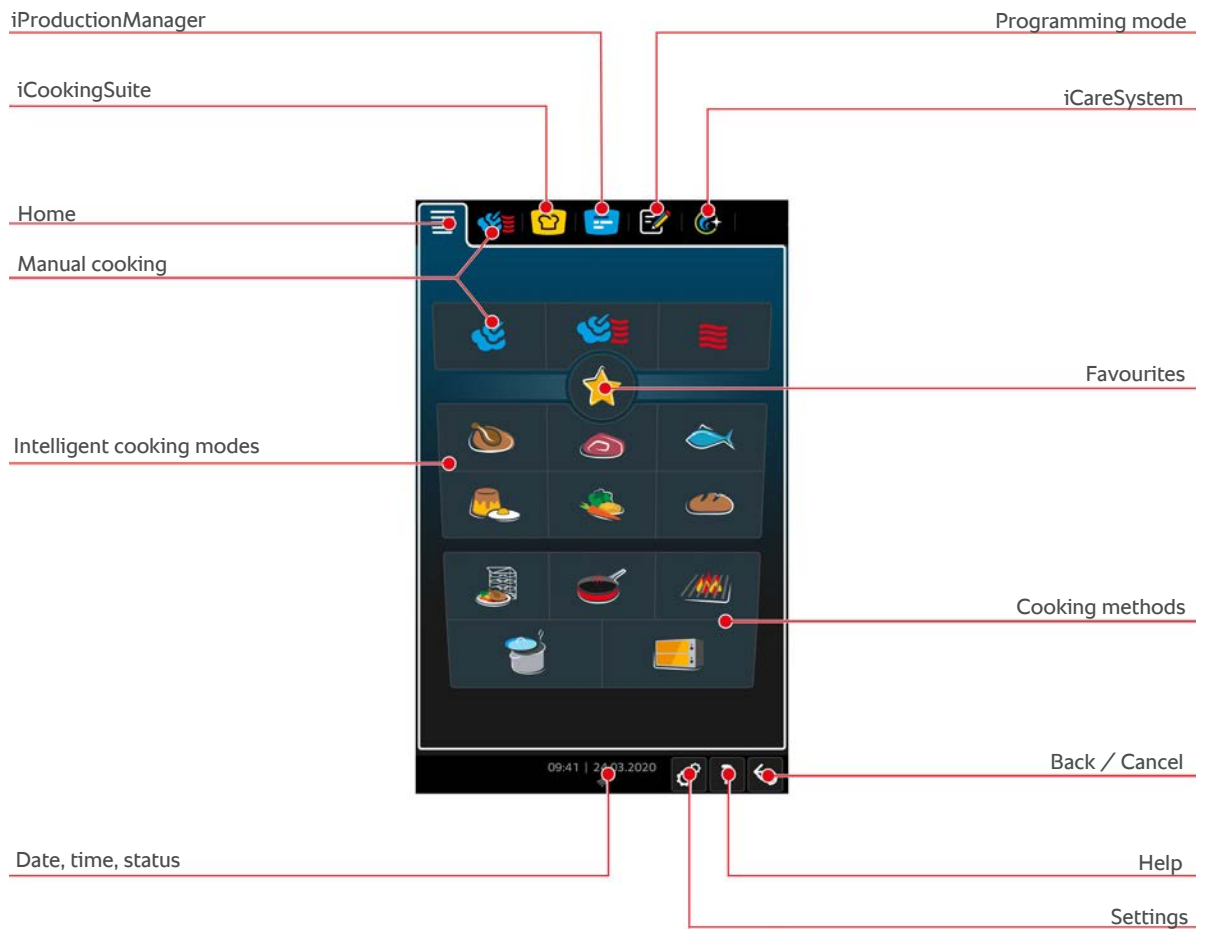 iProductionManager
Programming mode
iCookingSuite
iCareSystem
Home
Manual cooking
Favourites
Intelligent cooking modes
Cooking methods
09:41 | 24.03.2020
Back / Cancel
Date, time, status
Help
Settings